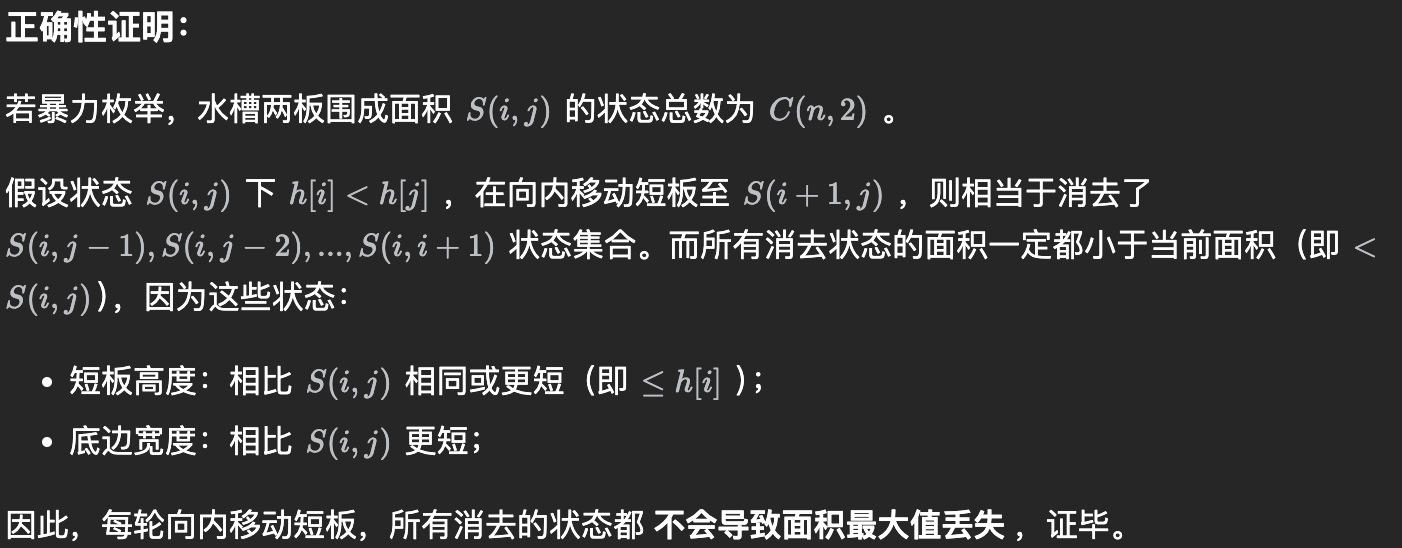 正确性证明：
若暴力枚举，水槽两板围成面积 S(i, j) 的状态总数为 C(n, 2) 。
假设状态 S(i, j) 下 h[i] < h[j] ，在向内移动短板至 S(i + 1, j) ，则相当于消去了
S(i, j − 1), S(i, j − 2), ..., S(i, i + 1) 状态集合。而所有消去状态的面积一定都小于当前面积（即 <
S(i, j)），因为这些状态：
• 短板高度：相比 S(i, j) 相同或更短（即 ≤ h[i] ）；
• 底边宽度：相比 S(i, j) 更短；
因此，每轮向内移动短板，所有消去的状态都 不会导致面积最大值丢失 ，证毕。